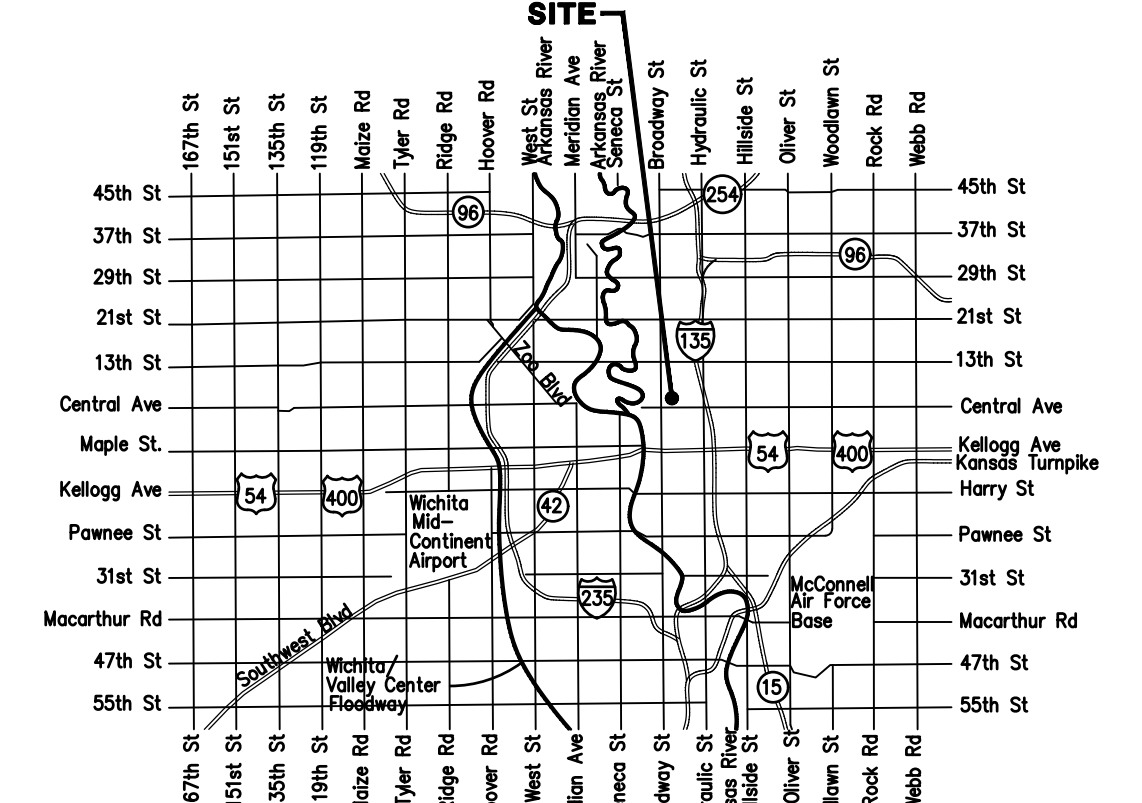 SITE
167th St
151st St
135th St
119th St
Maize Rd
Tyler Rd
Ridge Rd
Hoover Rd
West St
Arkansas River
Meridian Ave
Arkansas River
Seneca St
Broadway St
Hydraulic St
Hillside St
Oliver St
Woodlawn St
Rock Rd
Webb Rd
45th St
254
45th St
96
37th St
37th St
96
29th St
29th St
21st St
21st St
135
13th St
Zoo Blvd
13th St
Central Ave
Central Ave
Maple St.
54
400
Kellogg Ave
Kansas Turnpike
Kellogg Ave
54
400
Harry St
Wichita
Mid-
Continent
Airport
42
Pawnee St
Pawnee St
31st St
31st St
McConnell
Air Force
Base
235
Macarthur Rd
Macarthur Rd
Southwest Blvd
47th St
Wichita/
Valley Center
Floodway
47th St
15
55th St
55th St
67th St
151st St
35th St
19th St
aize Rd
Tyler Rd
idge Rd
over Rd
West St
ian Ave
neca St
dway St
raulic St
as River
lside St
Oliver St
lawn St
Rock Rd
ebb Rd